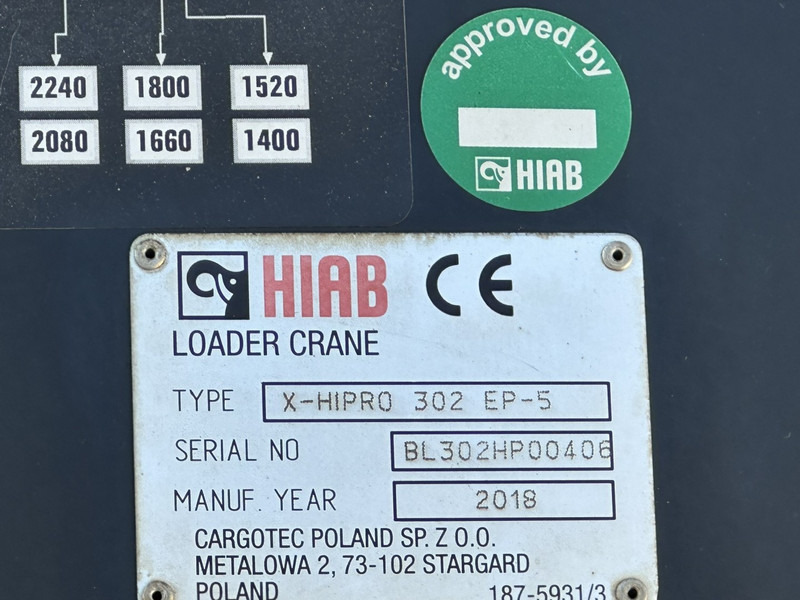 2240 1800 1520
2080 1660 1400
approved by
HIAB
HIAB CE
LOADER CRANE
TYPE X-HIPRO 302 EP-5
SERIAL NO BL302HP00406
MANUF. YEAR 2018
CARGOTEC POLAND SP. Z O.O.
METALOWA 2, 73-102 STARGARD
POLAND 187-5931/3